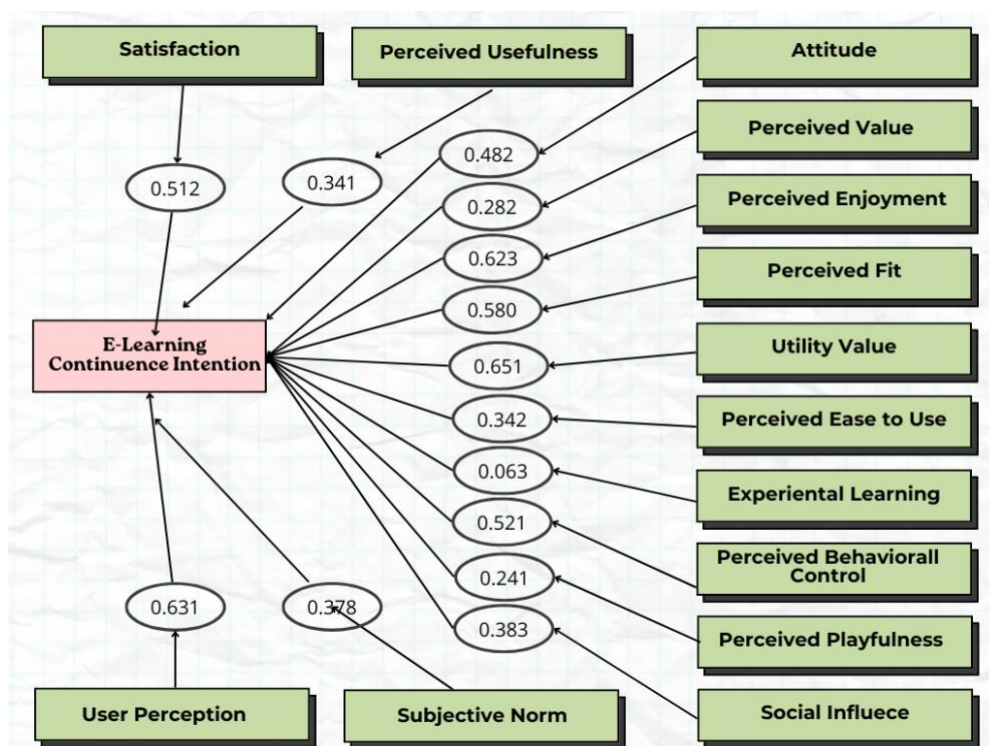 Satisfaction
Perceived Usefulness
Attitude
0.512
0.341
0.482
Perceived Value
0.282
Perceived Enjoyment
0.623
Perceived Fit
0.580
E-Learning
Continuence Intention
Utility Value
0.651
Perceived Ease to Use
0.342
Experiental Learning
0.063
Perceived Behaviorall
Control
0.521
0.241
Perceived Playfulness
0.631
0.378
0.383
Social Influece
User Perception
Subjective Norm